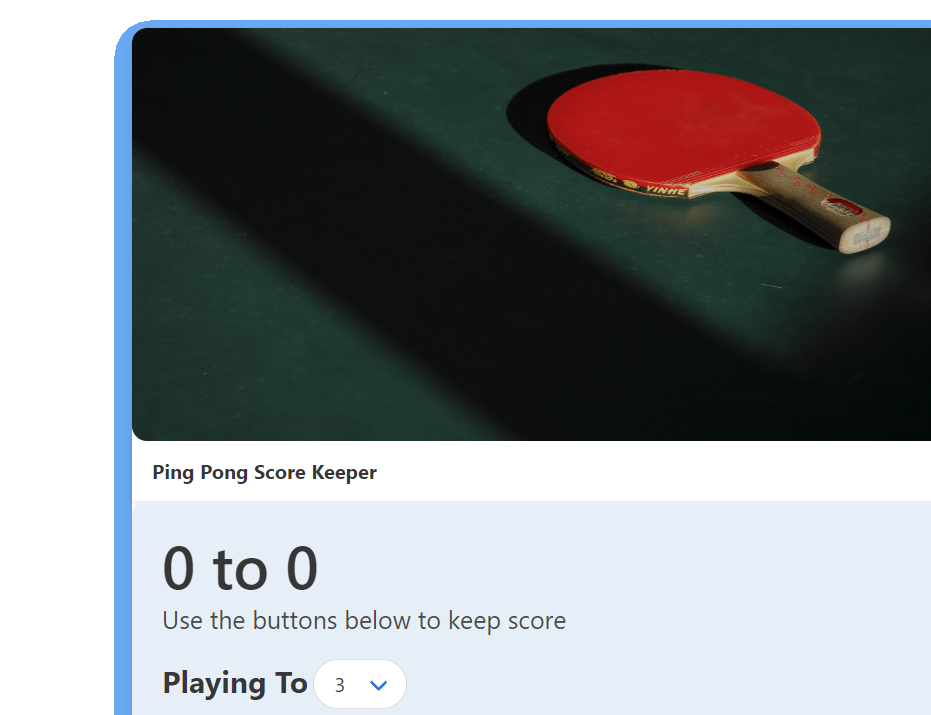 YINHE
Ping Pong Score Keeper
0 to 0
Use the buttons below to keep score
Playing To 3